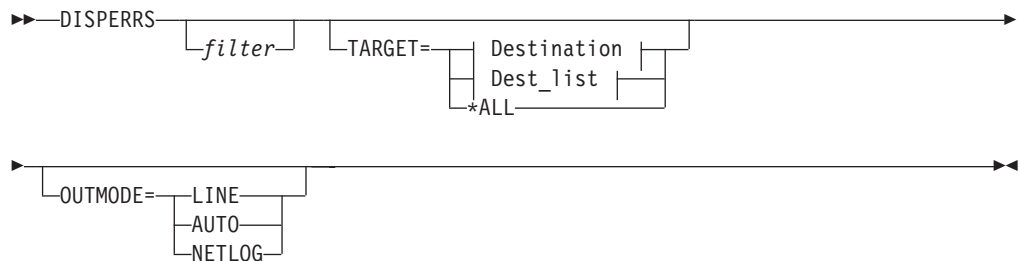 DISPERRS
filter
TARGET=
Destination
Dest_list
*ALL
OUTMODE=
LINE
AUTO
NETLOG